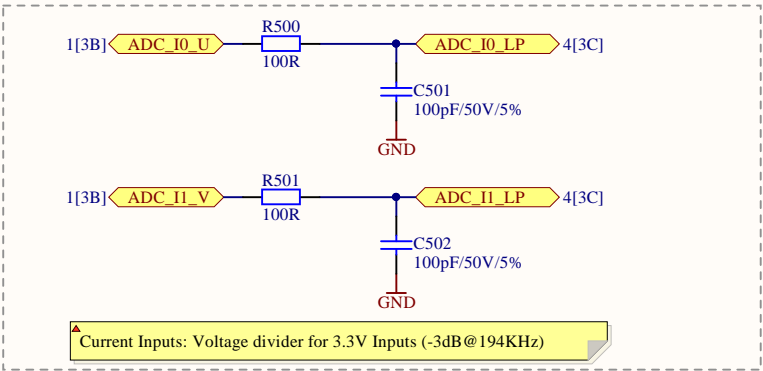 R500
1[3B] ADC_I0_U ADC_I0_LP 4[3C]
100R
C501
100pF/50V/5%
GND
R501
1[3B] ADC_I1_V ADC_I1_LP 4[3C]
100R
C502
100pF/50V/5%
GND
Current Inputs: Voltage divider for 3.3V Inputs (-3dB@194KHz)